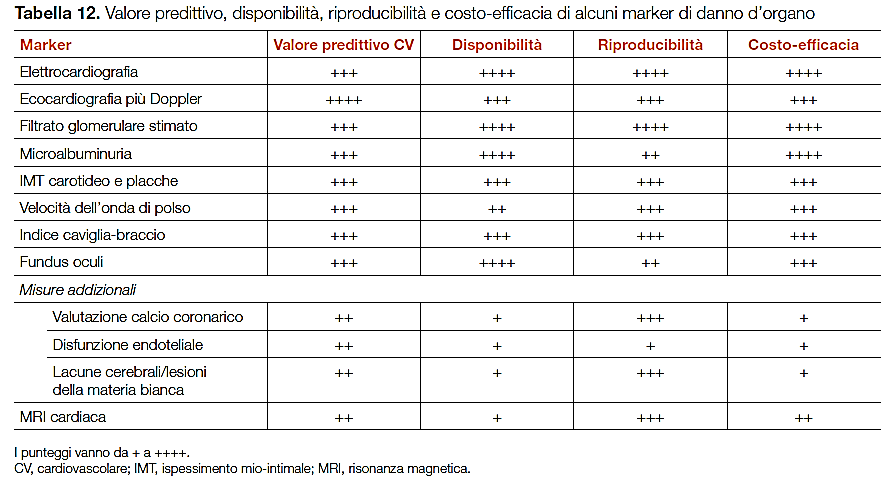 Tabella 12. Valore predittivo, disponibilità, riproducibilità e costo-efficacia di alcuni marker di danno d'organo
Marker Valore predittivo CV Disponibilità Riproducibilità Costo-efficacia
Elettrocardiografia +++ ++++ ++++ ++++
Ecocardiografia più Doppler ++++ +++ +++ +++
Filtrato glomerulare stimato +++ ++++ ++++ ++++
Microalbuminuria +++ ++++ ++ ++++
IMT carotideo e placche +++ +++ +++ +++
Velocità dell'onda di polso +++ ++ +++ +++
Indice caviglia-braccio +++ +++ +++ +++
Fundus oculi +++ ++++ ++ +++
Misure addizionali
Valutazione calcio coronarico ++ + +++ +
Disfunzione endoteliale ++ + + +
Lacune cerebrali/lesioni ++ + +++ +
della materia bianca
MRI cardiaca ++ + +++ ++
I punteggi vanno da + a ++++.
CV, cardiovascolare; IMT, ispessimento mio-intimale; MRI, risonanza magnetica.